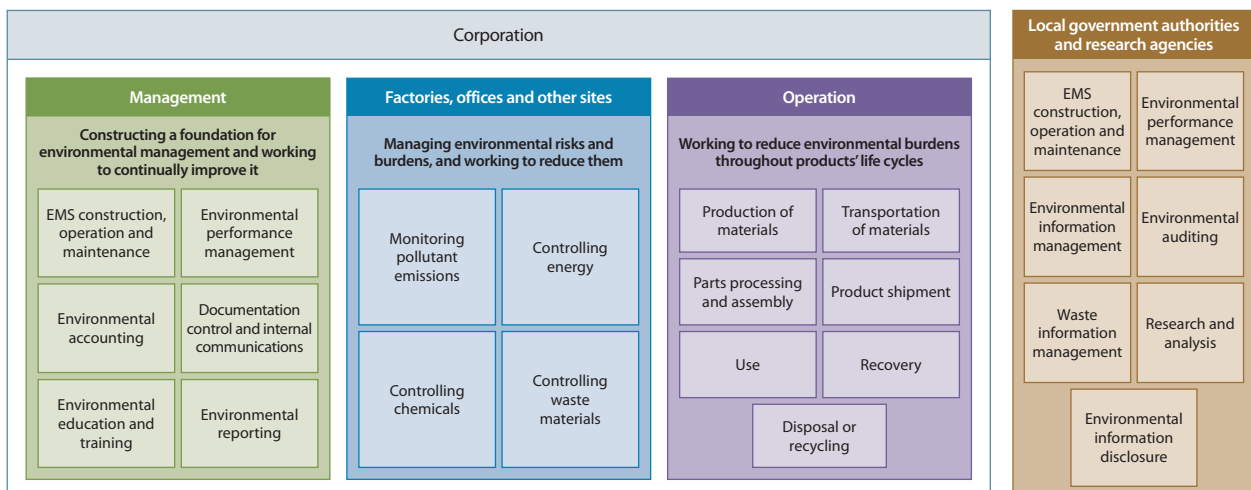 Corporation
Management
Constructing a foundation for
environmental management and working
to continually improve it
EMS construction,
operation and
maintenance
Environmental
performance
management
Environmental
accounting
Documentation
control and internal
communications
Environmental
education and
training
Environmental
reporting
Factories, offices and other sites
Managing environmental risks and
burdens, and working to reduce them
Monitoring
pollutant
emissions
Controlling
energy
Controlling
chemicals
Controlling
waste
materials
Operation
Working to reduce environmental burdens
throughout products’ life cycles
Production of
materials
Transportation
of materials
Parts processing
and assembly
Product shipment
Use
Recovery
Disposal or
recycling
Local government authorities
and research agencies
EMS
construction,
operation and
maintenance
Environmental
performance
management
Environmental
information
management
Environmental
auditing
Waste
information
management
Research and
analysis
Environmental
information
disclosure